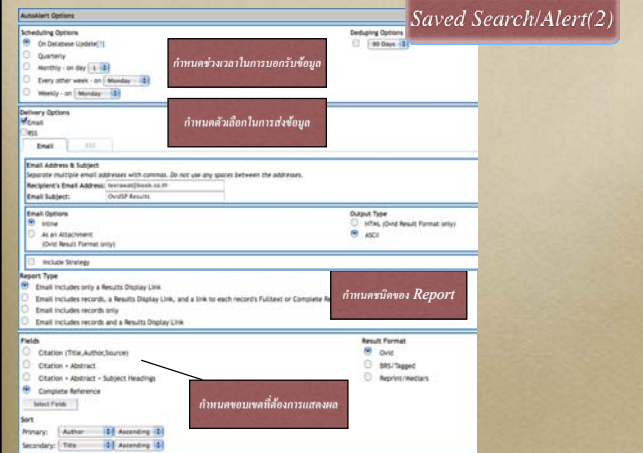 Saved Search/Alert(2)
AutoAlert Options
Scheduling Options
On Database Update[?]
Quarterly
Monthly - on day 1
Every other week - on Monday
Weekly - on Monday
Deduping Options
90 Days
กำหนดช่วงเวลาในการบอกรับข้อมูล
Delivery Options
Email
RSS
กำหนดตัวเลือกในการส่งข้อมูล
Email RSS
Email Address & Subject
Separate multiple email addresses with commas. Do not use any spaces between the addresses.
Recipient's Email Address: teerawat@book.co.th
Email Subject: OvidSP Results
Email Options
Inline
As an Attachment
(Ovid Result Format only)
Output Type
HTML (Ovid Result Format only)
ASCII
Include Strategy
Report Type
Email includes only a Results Display Link
Email includes records, a Results Display Link, and a link to each record's Fulltext or Complete Re
Email includes records only
Email includes records and a Results Display Link
กำหนดชนิดของ Report
Fields
Citation (Title,Author,Source)
Citation + Abstract
Citation + Abstract + Subject Headings
Complete Reference
Select Fields
Result Format
Ovid
BRS/Tagged
Reprint/Medlars
กำหนดขอบเขตที่ต้องการแสดงผล
Sort
Primary: Author Ascending
Secondary: Title Ascending